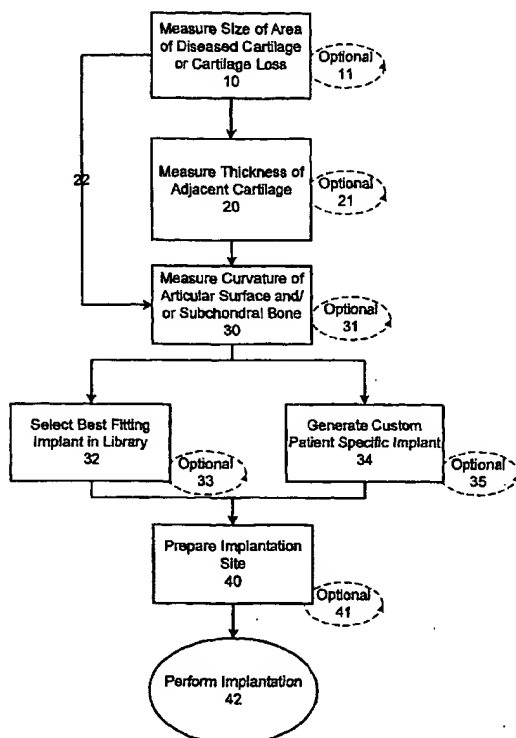 Measure Size of Area
of Diseased Cartilage
or Cartilage Loss
10
Optional
11
22
Measure Thickness of
Adjacent Cartilage
20
Optional
21
Measure Curvature of
Articular Surface and/
or Subchondral Bone
30
Optional
31
Select Best Fitting
Implant in Library
32
Optional
33
Generate Custom
Patient Specific Implant
34
Optional
35
Prepare Implantation
Site
40
Optional
41
Perform Implantation
42